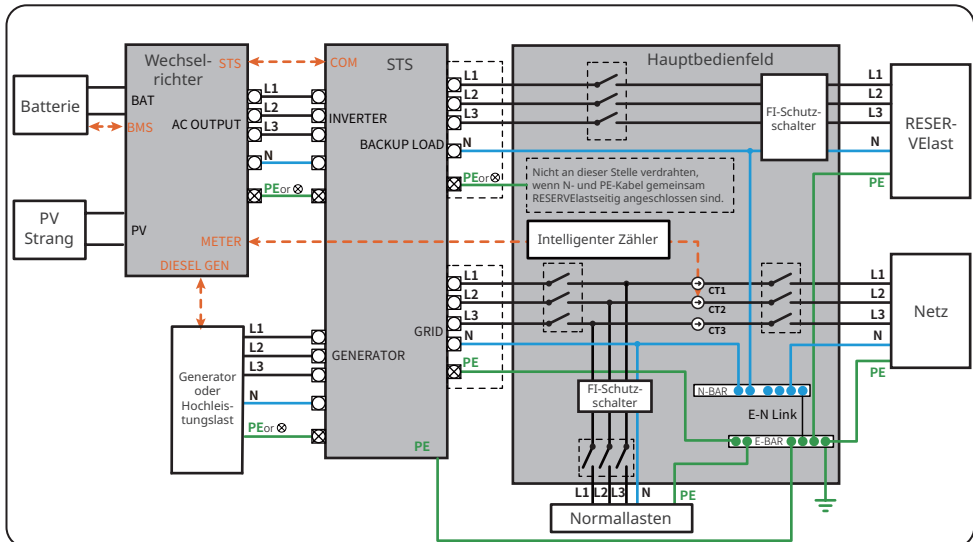 Wechsel-
richter
STS
COM
STS
Hauptbedienfeld
Batterie
BAT
BMS
AC OUTPUT
L1
L2
L3
N
PEor⊗
INVERTER
BACKUP LOAD
L1
L2
L3
N
PEor⊗
FI-Schutz-
schalter
L1
L2
L3
N
PE
RESER-
VElast
Nicht an dieser Stelle verdrahten,
wenn N- und PE-Kabel gemeinsam
RESERVElastseitig angeschlossen sind.
PV
Strang
PV
METER
DIESEL GEN
Intelligenter Zähler
L1
L2
L3
N
PE
GRID
CT1
CT2
CT3
L1
L2
L3
N
PE
Netz
Generator
oder
Hochleis-
tungslast
L1
L2
L3
N
PEor⊗
GENERATOR
PE
FI-Schutz-
schalter
N-BAR
E-N Link
E-BAR
L1
L2
L3
N
PE
Normallasten